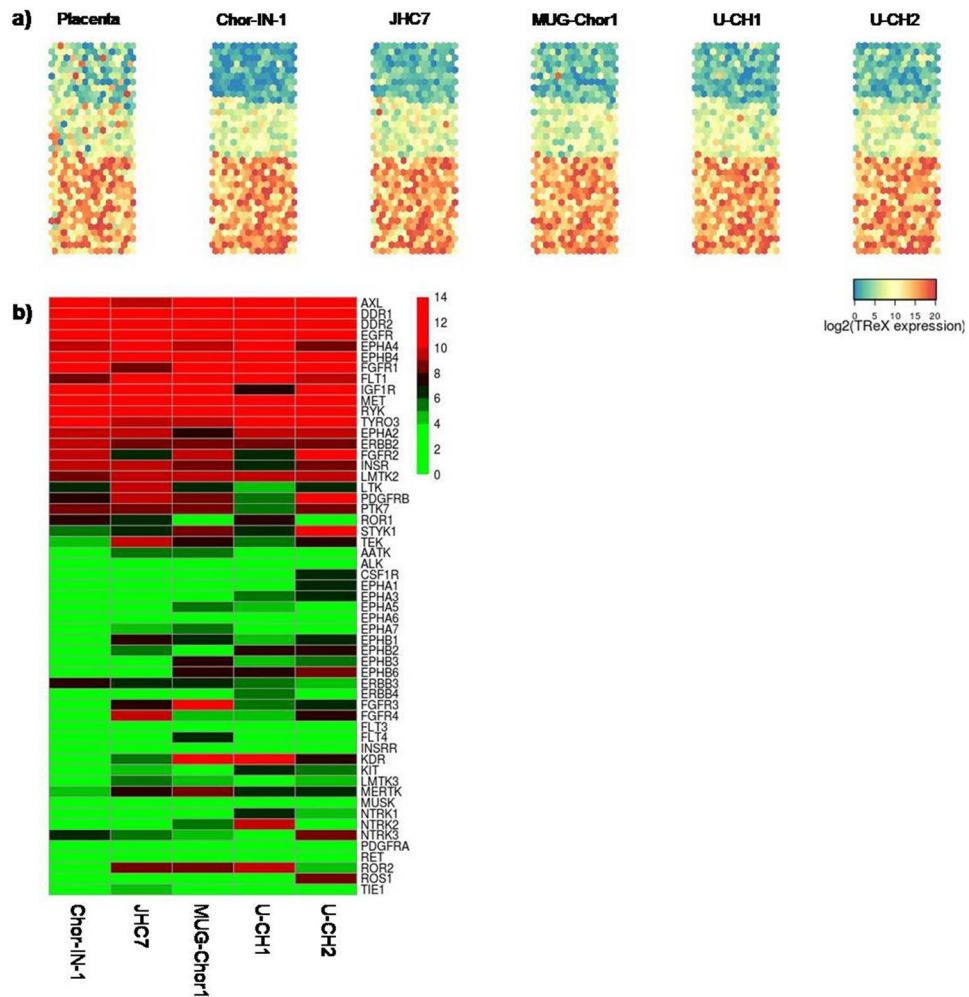 a) Placenta Chor-IN-1 JHC7 MUG-Chor1 U-CH1 U-CH2
0 5 10 15 20
log2(TReX expression)
b)
14
12
10
8
6
4
2
0
AXL
DDR1
DDR2
EGFR
EPHA4
EPHB4
FGFR1
FLT1
IGF1R
MET
RYK
TYRO3
EPHA2
ERBB2
FGFR2
INSR
LMTK2
LTK
PDGFRB
PTK7
ROR1
STYK1
TEK
AATK
ALK
CSF1R
EPHA1
EPHA3
EPHA5
EPHA6
EPHA7
EPHB1
EPHB2
EPHB3
EPHB6
ERBB3
ERBB4
FGFR3
FGFR4
FLT3
FLT4
INSRR
KDR
KIT
LMTK3
MERTK
MUSK
NTRK1
NTRK2
NTRK3
PDGFRA
RET
ROR2
ROS1
TIE1
Chor-IN-1
JHC7
MUG-Chor1
U-CH1
U-CH2